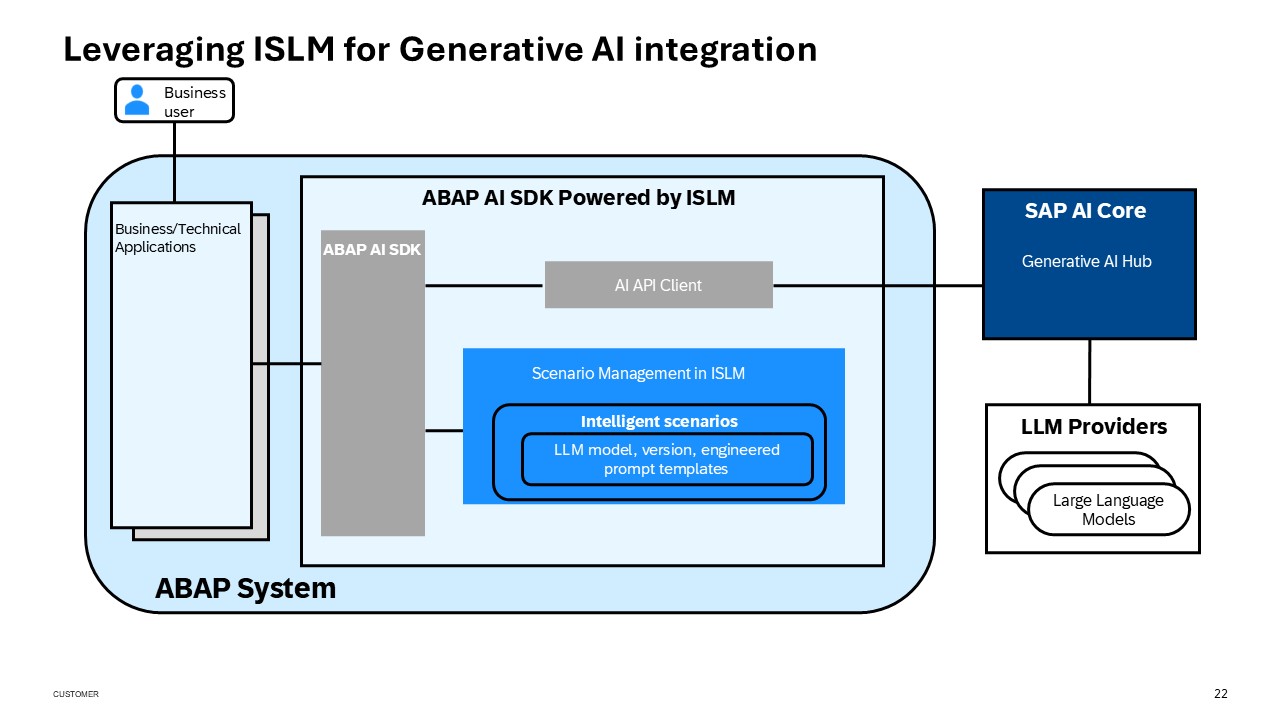 Leveraging ISLM for Generative AI integration
Business
user
ABAP AI SDK Powered by ISLM
SAP AI Core
Business/Technical
Applications
ABAP AI SDK
Generative AI Hub
AI API Client
Scenario Management in ISLM
Intelligent scenarios
LLM model, version, engineered
prompt templates
LLM Providers
Large Language
Models
ABAP System
CUSTOMER
22